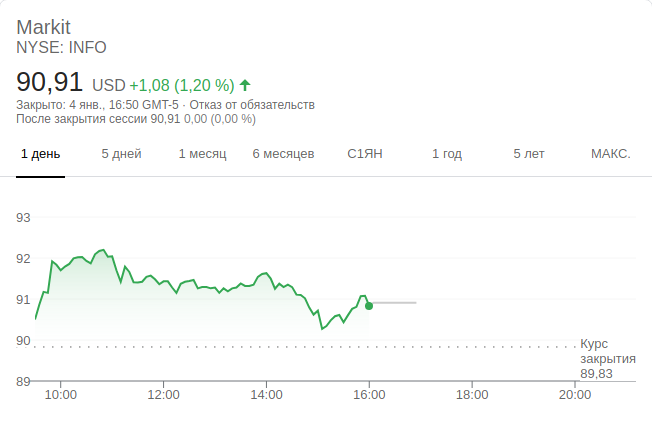 Markit
NYSE: INFO
90,91 USD +1,08 (1,20 %)
Закрыто: 4 янв., 16:50 GMT-5 · Отказ от обязательств
После закрытия сессии 90,91 0,00 (0,00 %)
1 день 5 дней 1 месяц 6 месяцев С1ЯН 1 год 5 лет МАКС.
93
92
91
90
Курс
закрытия
89,83
89
10:00 12:00 14:00 16:00 18:00 20:00